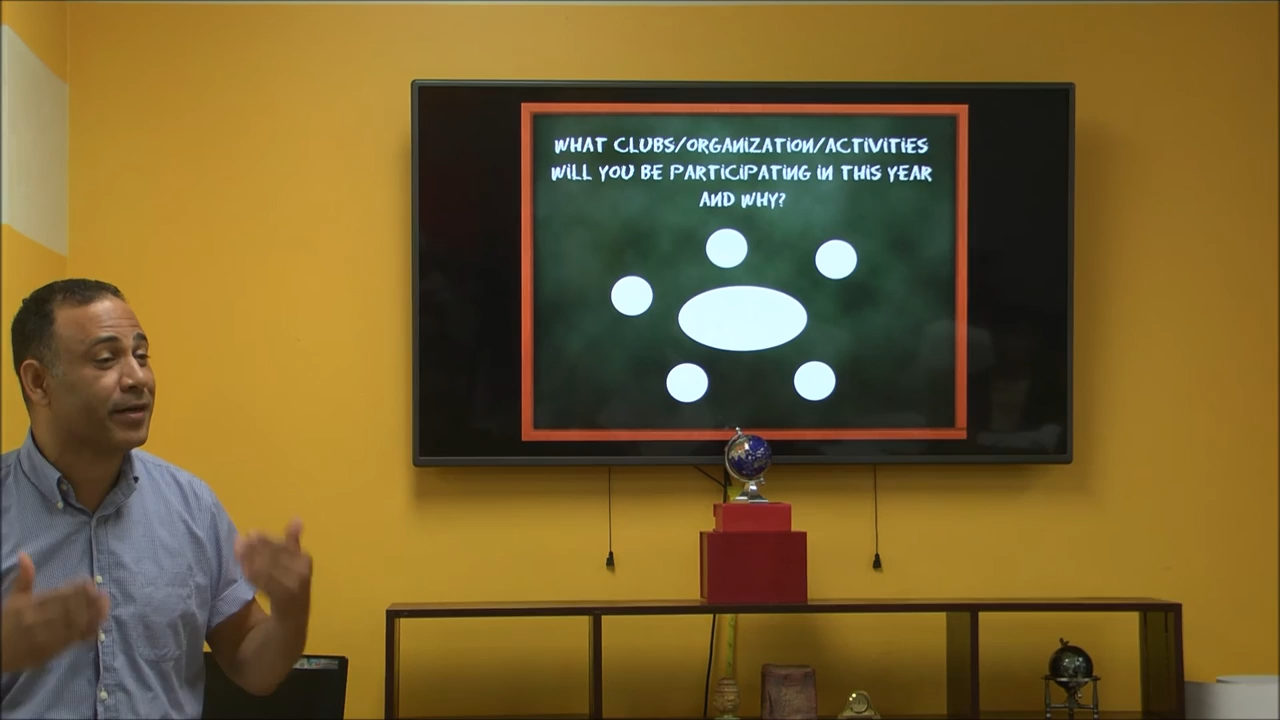 WHAT CLUBS/ORGANIZATION/ACTIVITIES
WILL YOU BE PARTICIPATING IN THIS YEAR
AND WHY?